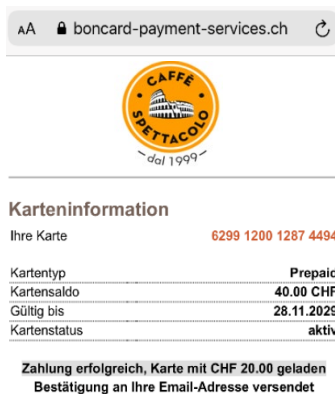 AA boncard-payment-services.ch
CAFFÈ
SPETTACOLO
dal 1999
Karteninformation
Ihre Karte 6299 1200 1287 4494
Kartentyp Prepaid
Kartensaldo 40.00 CHF
Gültig bis 28.11.2029
Kartenstatus aktiv
Zahlung erfolgreich, Karte mit CHF 20.00 geladen
Bestätigung an Ihre Email-Adresse versendet